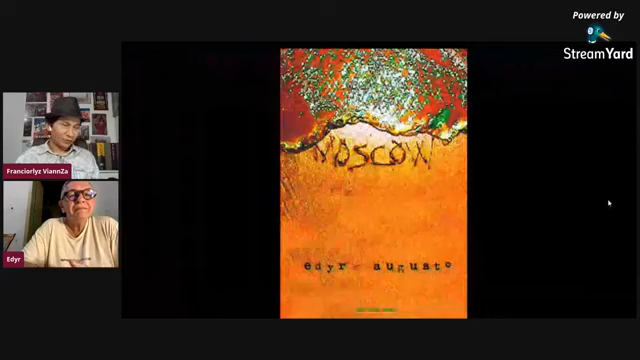 Powered by
StreamYard
MOSCOW
edyr augusto
Franciorlyz ViannZa
Edyr